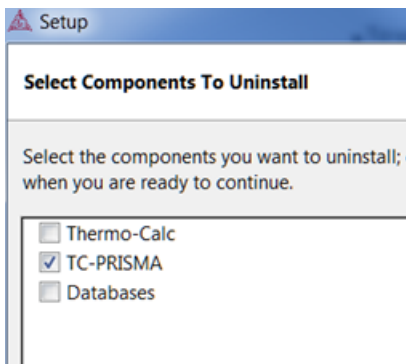 Setup
Select Components To Uninstall
Select the components you want to uninstall;
when you are ready to continue.
Thermo-Calc
TC-PRISMA
Databases